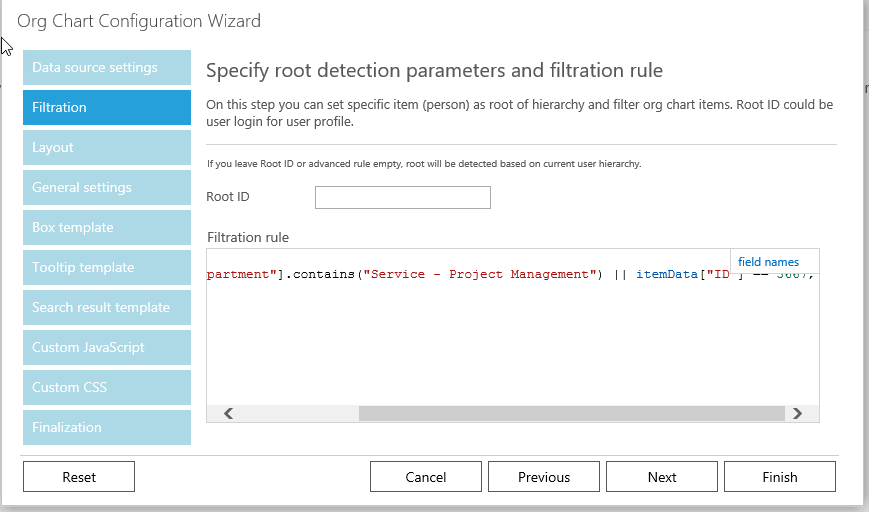 Org Chart Configuration Wizard
Data source settings
Filtration
Layout
General settings
Box template
Tooltip template
Search result template
Custom JavaScript
Custom CSS
Finalization
Specify root detection parameters and filtration rule
On this step you can set specific item (person) as root of hierarchy and filter org chart items. Root ID could be
user login for user profile.
If you leave Root ID or advanced rule empty, root will be detected based on current user hierarchy.
Root ID
Filtration rule
field names
partment"].contains("Service - Project Management") || itemData["ID"] ==
Reset
Cancel
Previous
Next
Finish